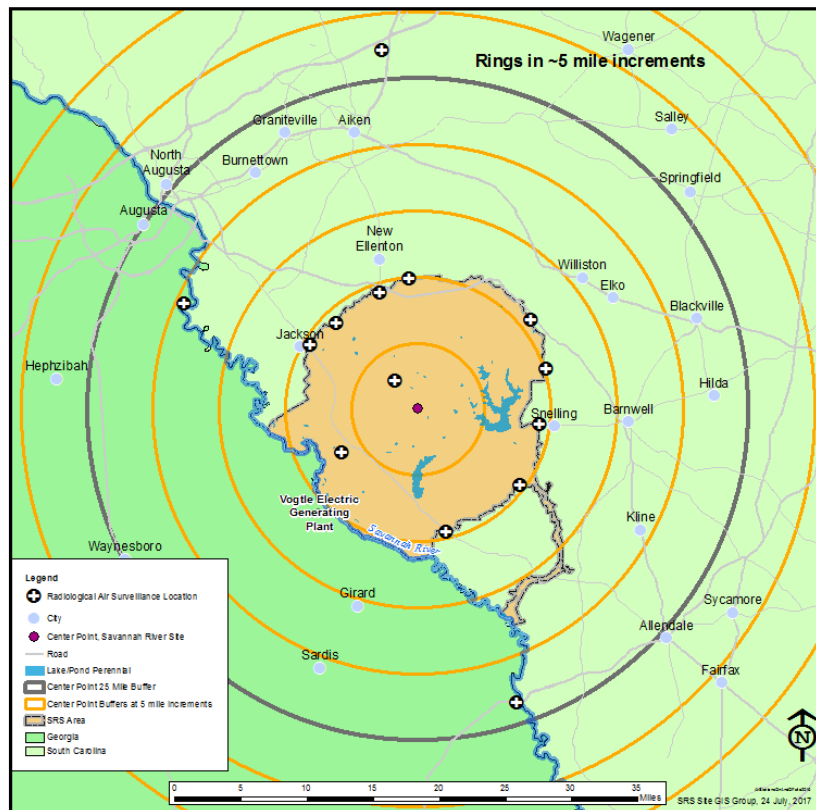 Wagener
Rings in ~5 mile increments
Graniteville
Aiken
Salley
North
Augusta
Burnettown
Springfield
Augusta
New
Ellenton
Williston
Elko
Blackville
Jackson
Hephzibah
Hilda
Snelling
Barnwell
Vogtle Electric
Generating
Plant
Savannah River
Kline
Waynesboro
Girard
Sycamore
Allendale
Sardis
Fairfax
Legend
Radiological Air Surveillance Location
City
Center Point, Savannah River Site
Road
Lake/Pond Perennial
Center Point 25 Mile Buffer
Center Point Buffers at 5 mile increments
SRS Area
Georgia
South Carolina
N
0 5 10 15 20 25 30 35
Miles
SRS Site GIS Group, 24 July, 2017